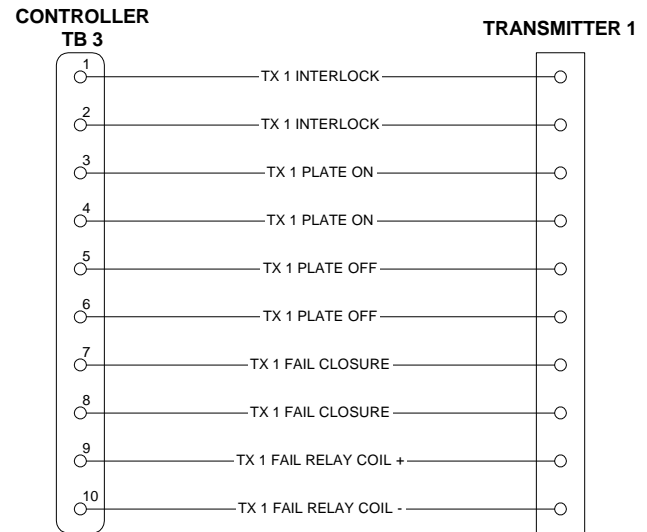 CONTROLLER
TB 3
TRANSMITTER 1
1 TX 1 INTERLOCK
2 TX 1 INTERLOCK
3 TX 1 PLATE ON
4 TX 1 PLATE ON
5 TX 1 PLATE OFF
6 TX 1 PLATE OFF
7 TX 1 FAIL CLOSURE
8 TX 1 FAIL CLOSURE
9 TX 1 FAIL RELAY COIL +
10 TX 1 FAIL RELAY COIL -